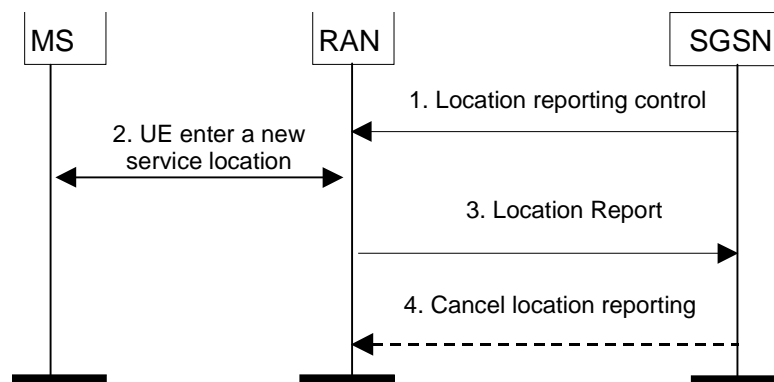 MS
RAN
SGSN
1. Location reporting control
2. UE enter a new
service location
3. Location Report
4. Cancel location reporting